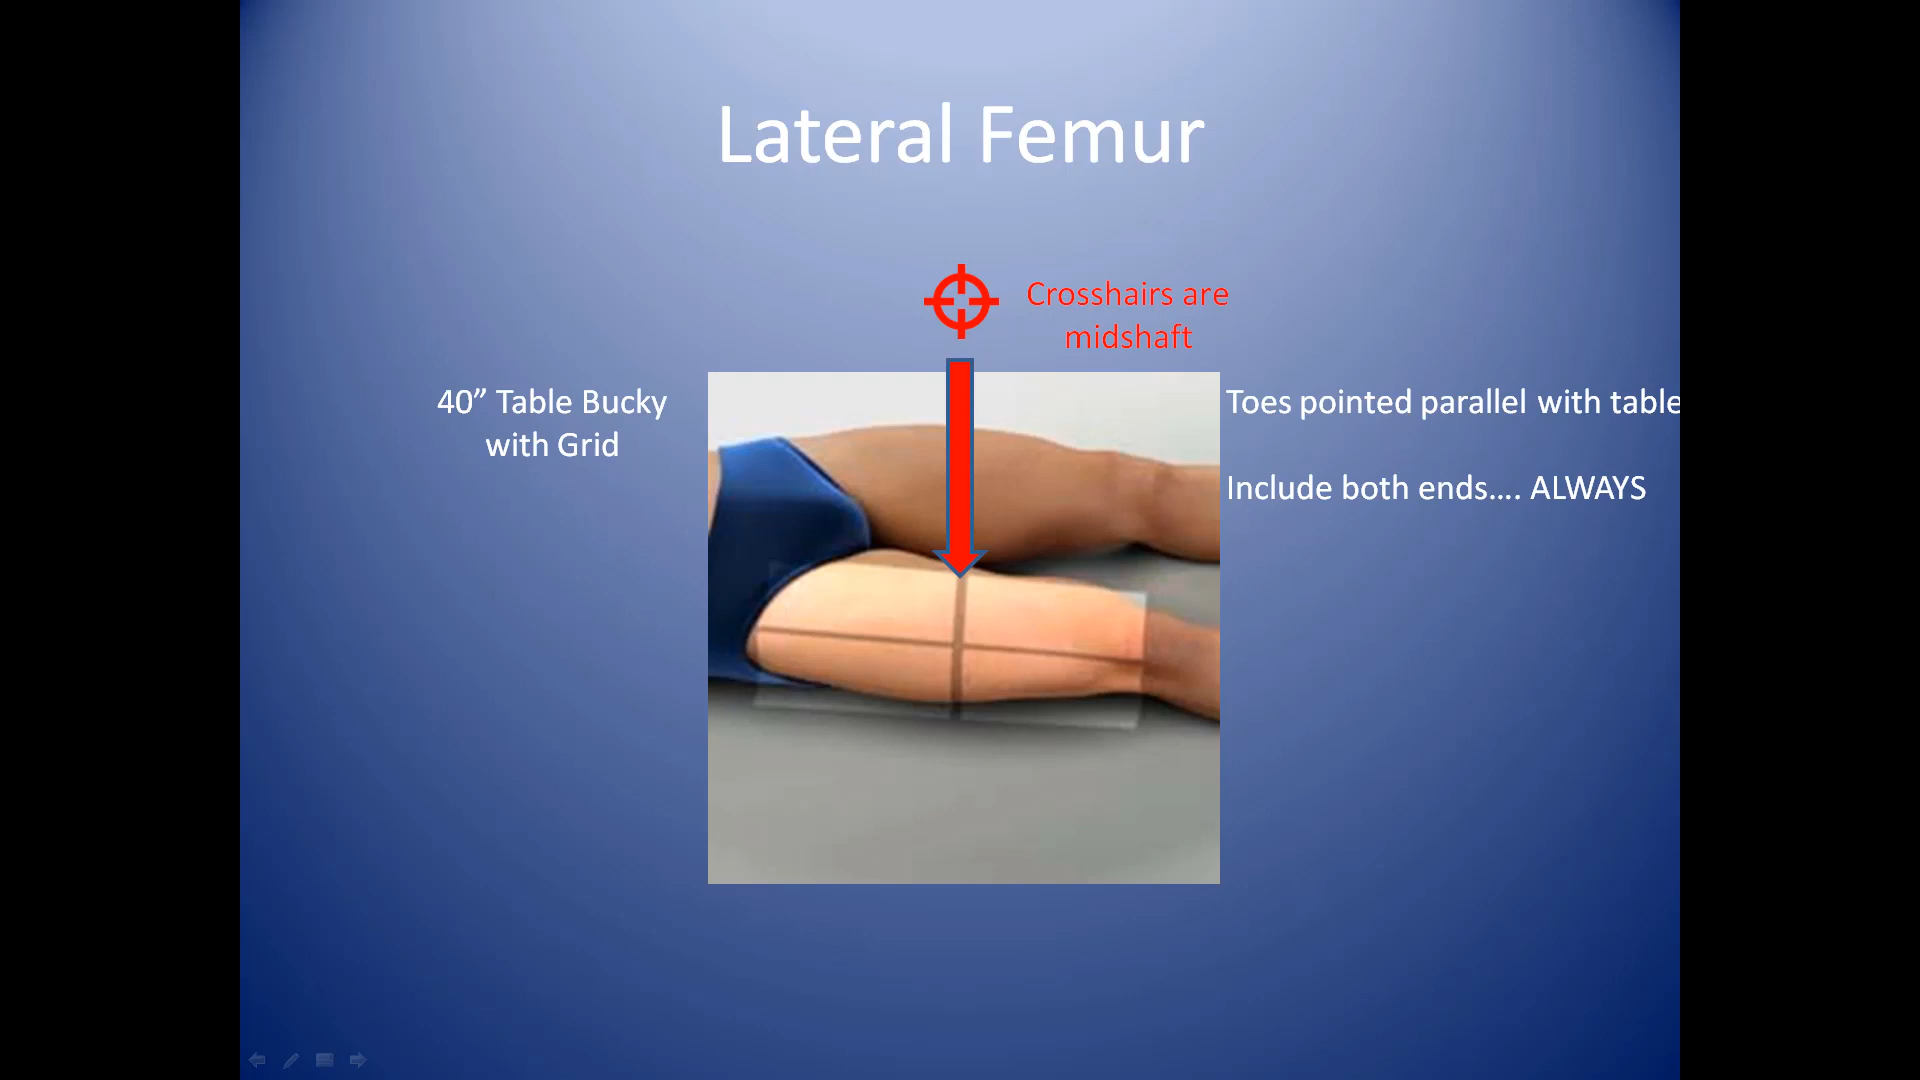 Lateral Femur
Crosshairs are
midshaft
40” Table Bucky
with Grid
Toes pointed parallel with table
Include both ends.... ALWAYS